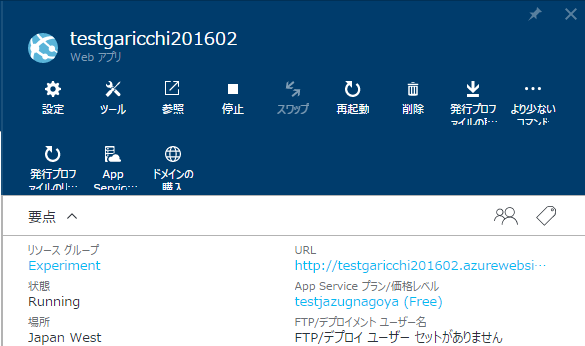 testgaricchi201602
Web アプリ
設定 ツール 参照 停止 スワップ 再起動 削除 発行プロフ より少ない
ァイルのI… コマンド
発行プロフ App ドメインの
ァイルのリ… Servic… 購入
要点
リソース グループ URL
Experiment http://testgaricchi201602.azurewebsi…
状態 App Service プラン/価格レベル
Running testjazugnagoya (Free)
場所 FTP/デプロイメント ユーザー名
Japan West FTP/デプロイ ユーザー セットがありません